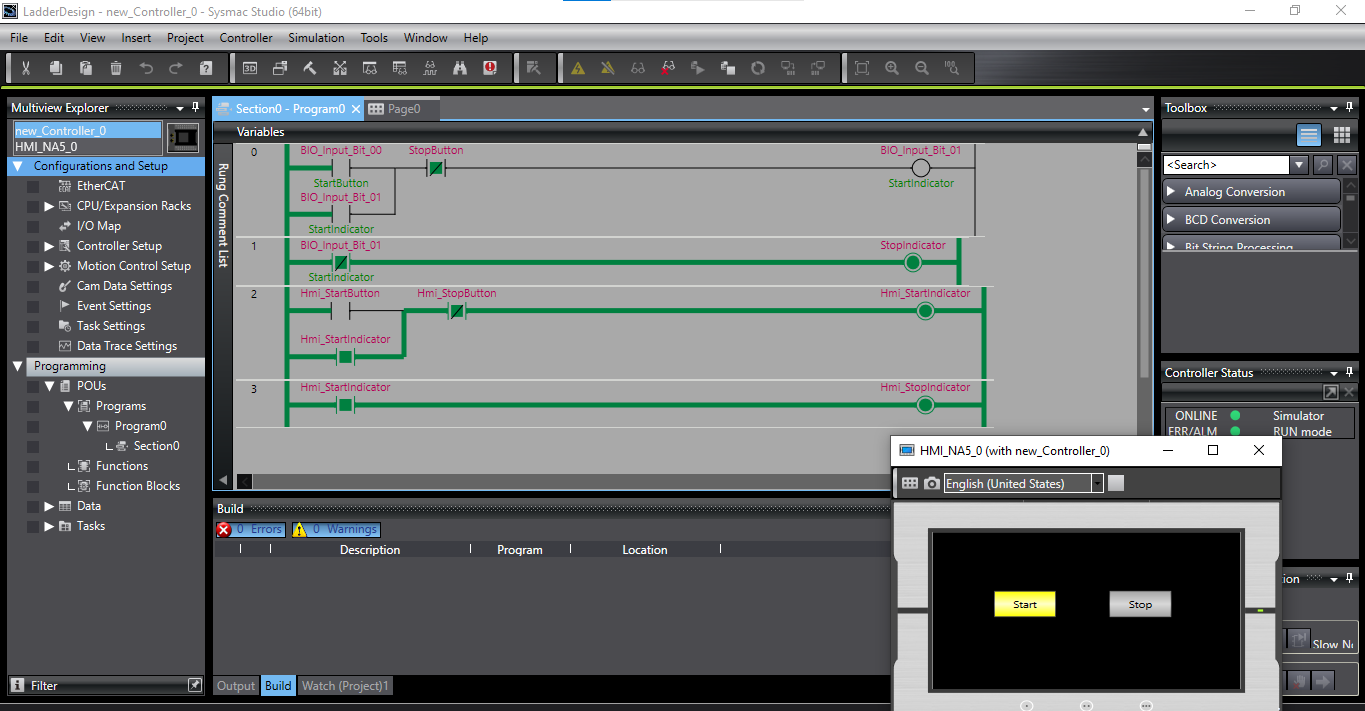 LadderDesign - new_Controller_0 - Sysmac Studio (64bit)
File Edit View Insert Project Controller Simulation Tools Window Help
Multiview Explorer
new_Controller_0
HMI_NA5_0
Configurations and Setup
EtherCAT
CPU/Expansion Racks
I/O Map
Controller Setup
Motion Control Setup
Cam Data Settings
Event Settings
Task Settings
Data Trace Settings
Programming
POUs
Programs
Program0
Section0
Functions
Function Blocks
Data
Tasks
Filter
Section0 - Program0
Page0
Variables
Rung Comment List
0
BIO_Input_Bit_00 StopButton BIO_Input_Bit_01
StartButton StartIndicator
BIO_Input_Bit_01
StartIndicator
1
BIO_Input_Bit_01 StopIndicator
StartIndicator
2
Hmi_StartButton Hmi_StopButton Hmi_StartIndicator
Hmi_StartIndicator
3
Hmi_StartIndicator Hmi_StopIndicator
Build
0 Errors 0 Warnings
Description Program Location
Output Build Watch (Project)1
Toolbox
<Search>
Analog Conversion
BCD Conversion
Bit String Processing
Controller Status
ONLINE Simulator
ERR/ALM RUN mode
HMI_NA5_0 (with new_Controller_0)
English (United States)
Start Stop
ion
Slow